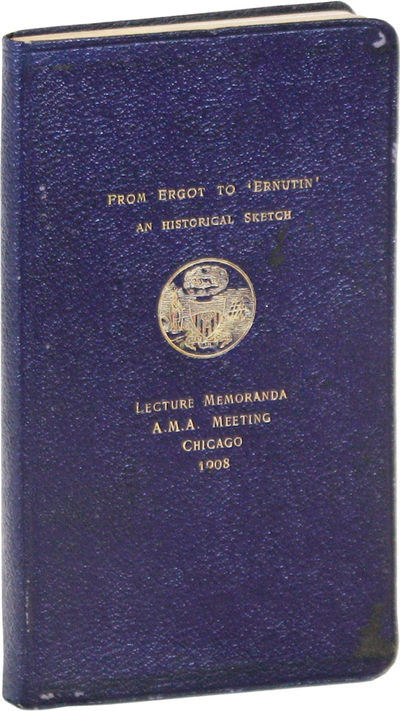 From Ergot to 'Ernutin'
an Historical Sketch
Lecture Memoranda
A.M.A. Meeting
Chicago
1908